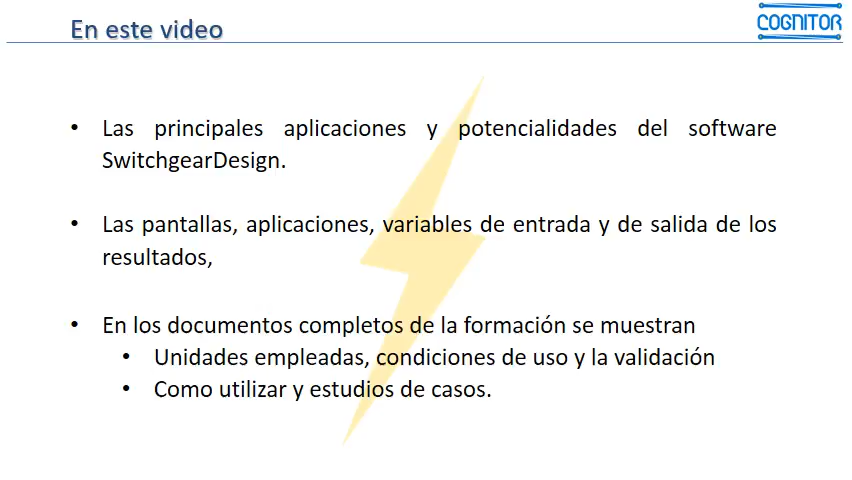 En este video
COGNITOR
• Las principales aplicaciones y potencialidades del software
SwitchgearDesign.
• Las pantallas, aplicaciones, variables de entrada y de salida de los
resultados,
• En los documentos completos de la formación se muestran
• Unidades empleadas, condiciones de uso y la validación
• Como utilizar y estudios de casos.